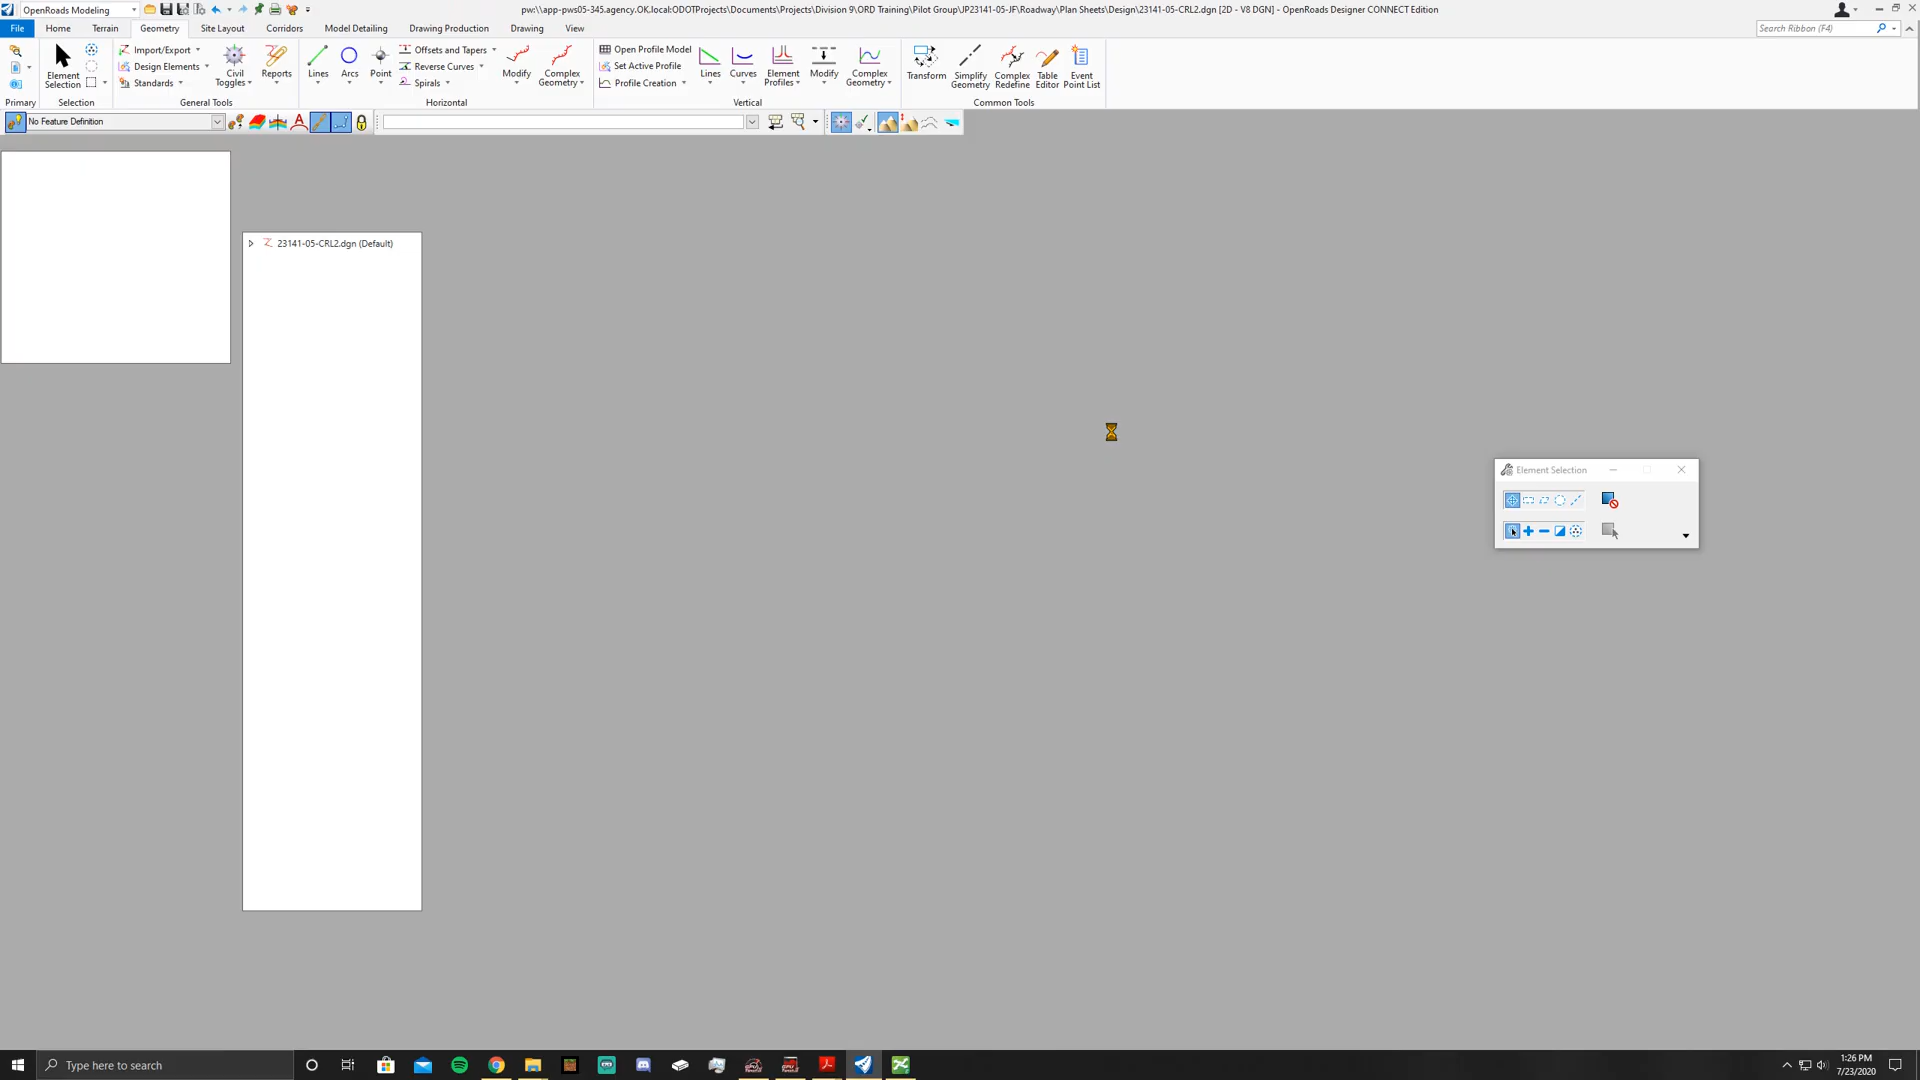 OpenRoads Modeling
pw:\\app-pws05-345.agency.OK.local:ODOTProjects\Documents\Projects\Division 9\ORD Training\Pilot Group\JP23141-05-JF\Roadway\Plan Sheets\Design\23141-05-CRL2.dgn [2D - V8 DGN] - OpenRoads Designer CONNECT Edition
File Home Terrain Geometry Site Layout Corridors Model Detailing Drawing Production Drawing View
Search Ribbon (F4)
Element Selection
Import/Export
Design Elements
Standards
Civil Toggles
Reports
Lines
Arcs
Point
Offsets and Tapers
Reverse Curves
Spirals
Modify
Complex Geometry
Open Profile Model
Set Active Profile
Profile Creation
Lines
Curves
Element Profiles
Modify
Complex Geometry
Transform
Simplify Geometry
Complex Redefine
Table Editor
Event Point List
Primary Selection General Tools Horizontal Vertical Common Tools
No Feature Definition
23141-05-CRL2.dgn (Default)
Element Selection
Type here to search
1:26 PM
7/23/2020